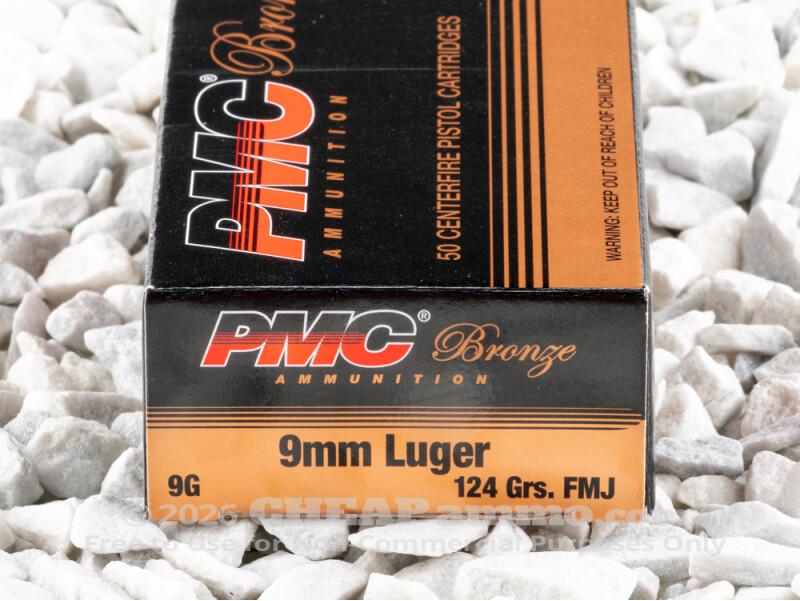 PMC® Bron
AMMUNITION
50 CENTERFIRE PISTOL CARTRIDGES
WARNING: KEEP OUT OF REACH OF CHILDREN
PMC® Bronze
AMMUNITION
9mm Luger
9G 124 Grs. FMJ
© 2026 CHEAPammo.com
Free to Use for Non-Commercial Purposes Only